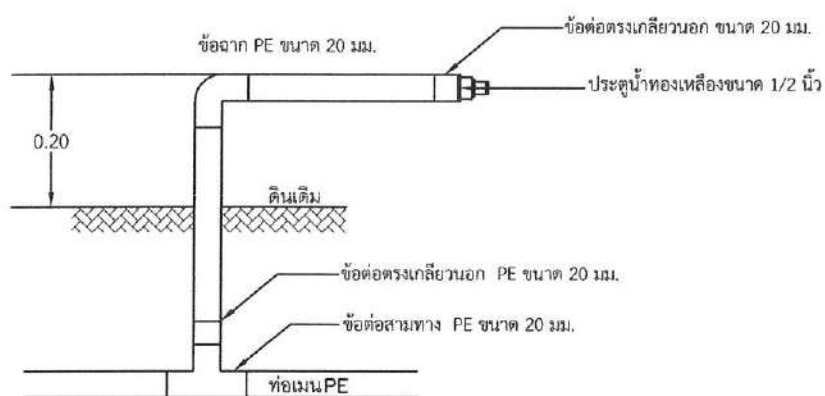 ข้อต่อตรงเกลียวนอก ขนาด 20 มม.
ข้อฉาก PE ขนาด 20 มม.
ประตูน้ำทองเหลืองขนาด 1/2 นิ้ว
0.20
ดินเดิม
ข้อต่อตรงเกลียวนอก PE ขนาด 20 มม.
ข้อต่อสามทาง PE ขนาด 20 มม.
ท่อเมนPE